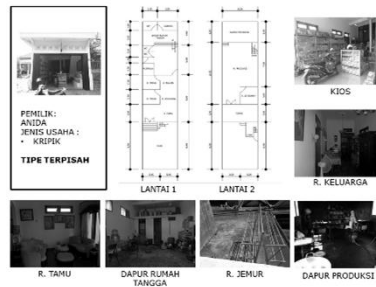 PEMILIK:
ANIDA
JENIS USAHA :
• KRIPIK
TIPE TERPISAH
LANTAI 1
LANTAI 2
KIOS
R. KELUARGA
R. TAMU
DAPUR RUMAH
TANGGA
R. JEMUR
DAPUR PRODUKSI